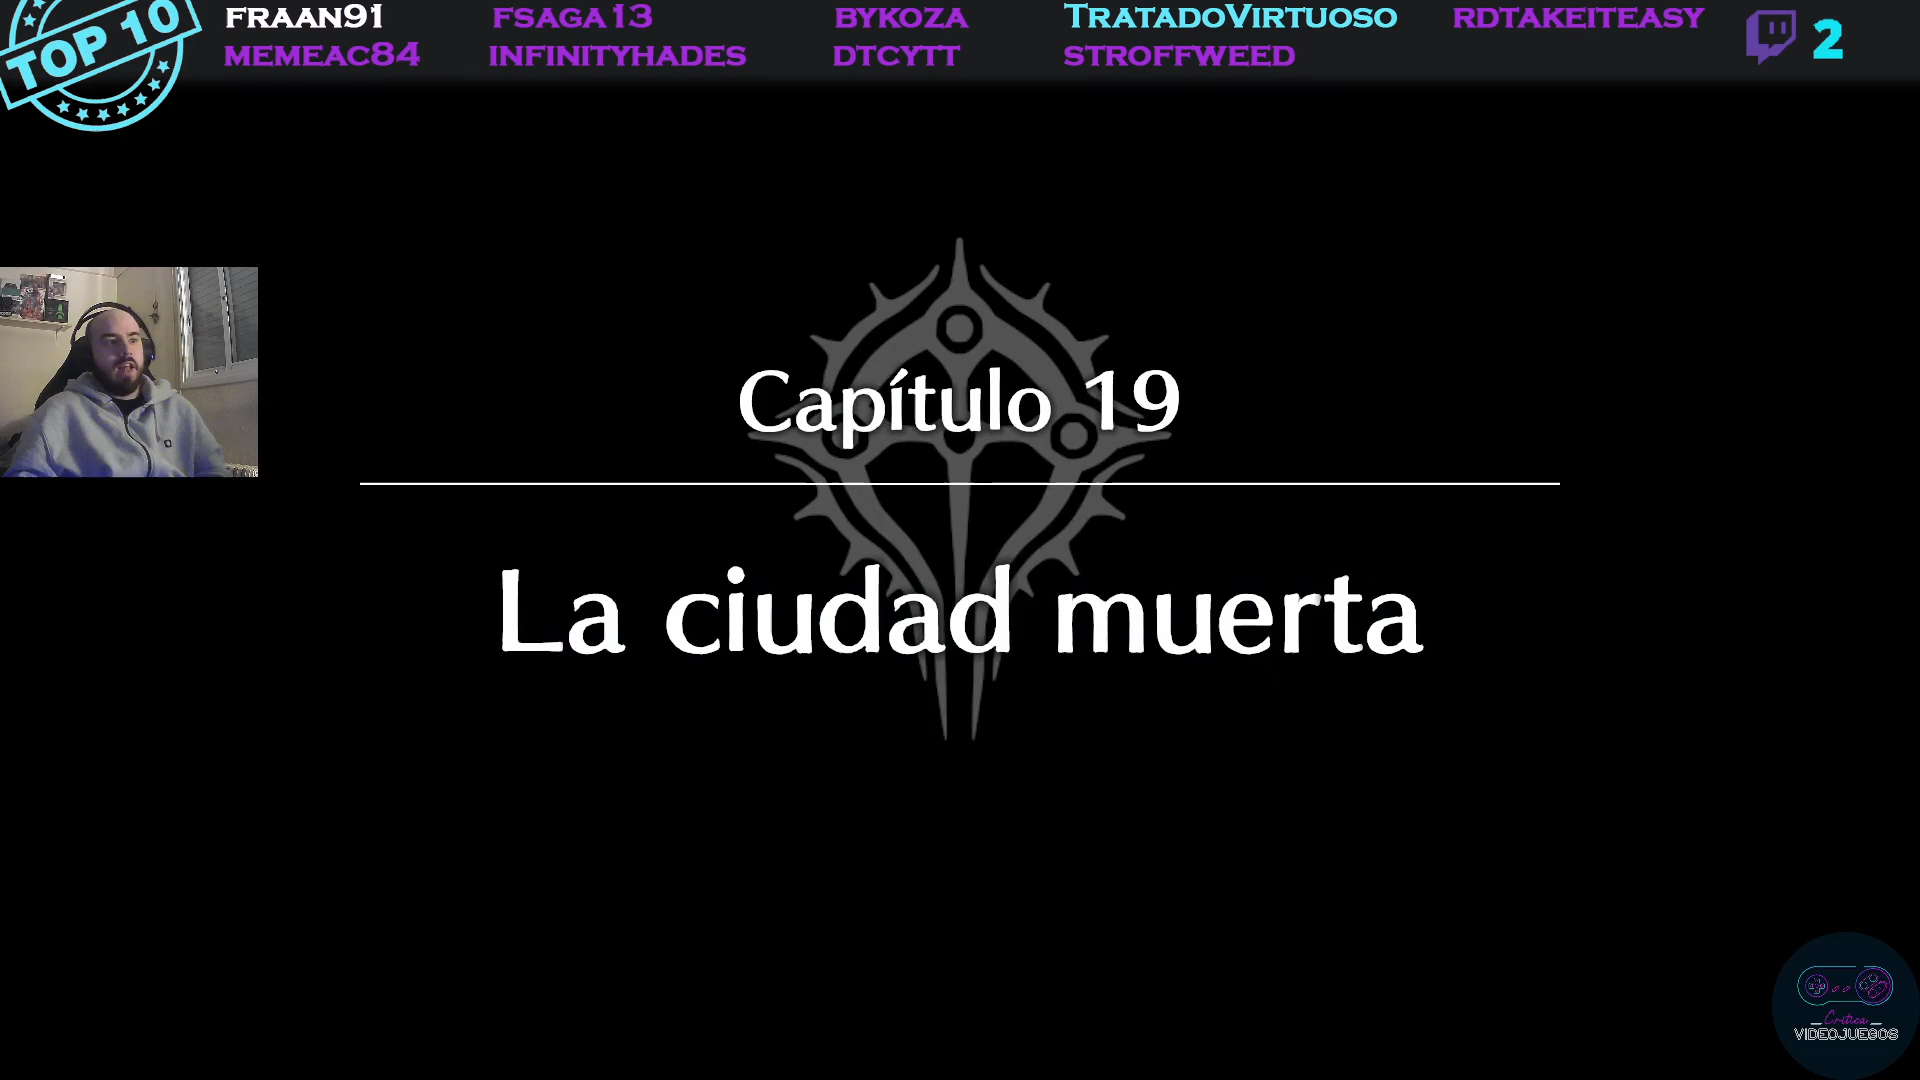 TOP 10
FRAAN91 FSAGA13 BYKOZA TRATADOVIRTUOSO RDTAKEITEASY
MEMEAC84 INFINITYHADES DTCYTT STROFFWEED
2
Capítulo 19
La ciudad muerta
Crítica
VIDEOJUEGOS